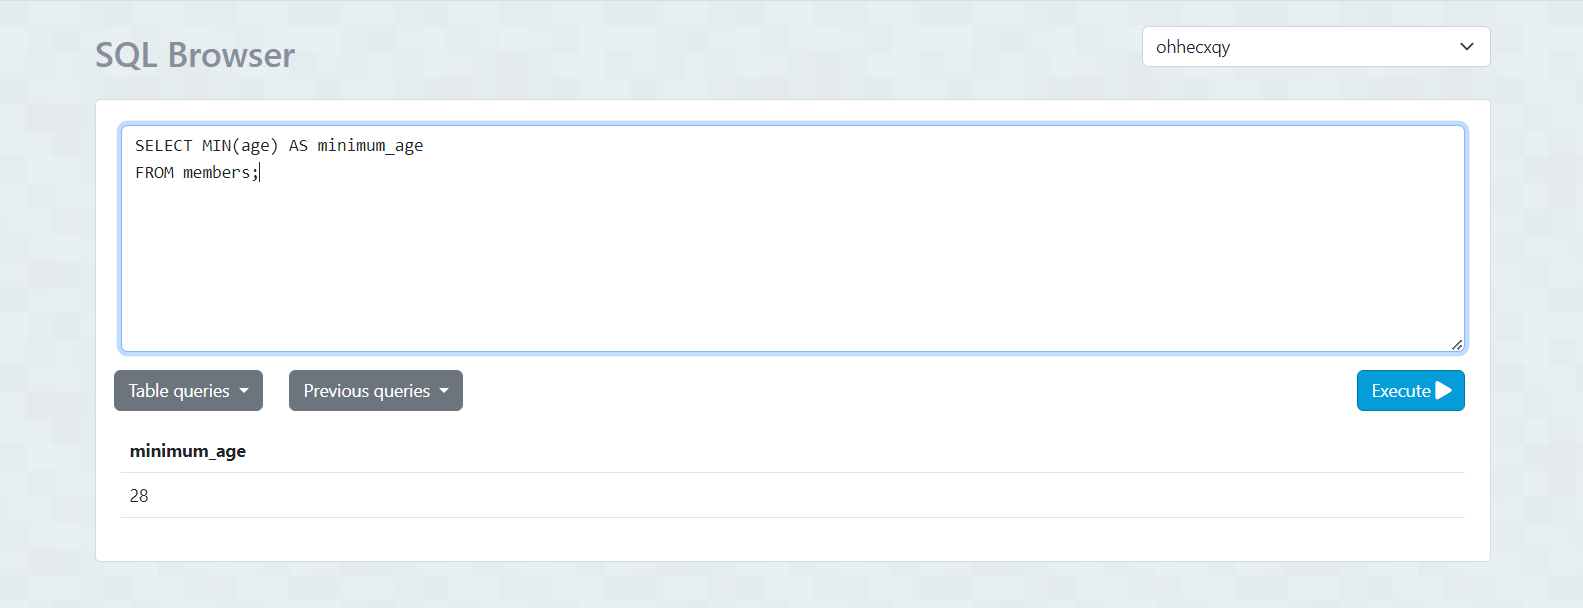 SQL Browser
ohhecxqy
SELECT MIN(age) AS minimum_age
FROM members;
Table queries
Previous queries
Execute
minimum_age
28